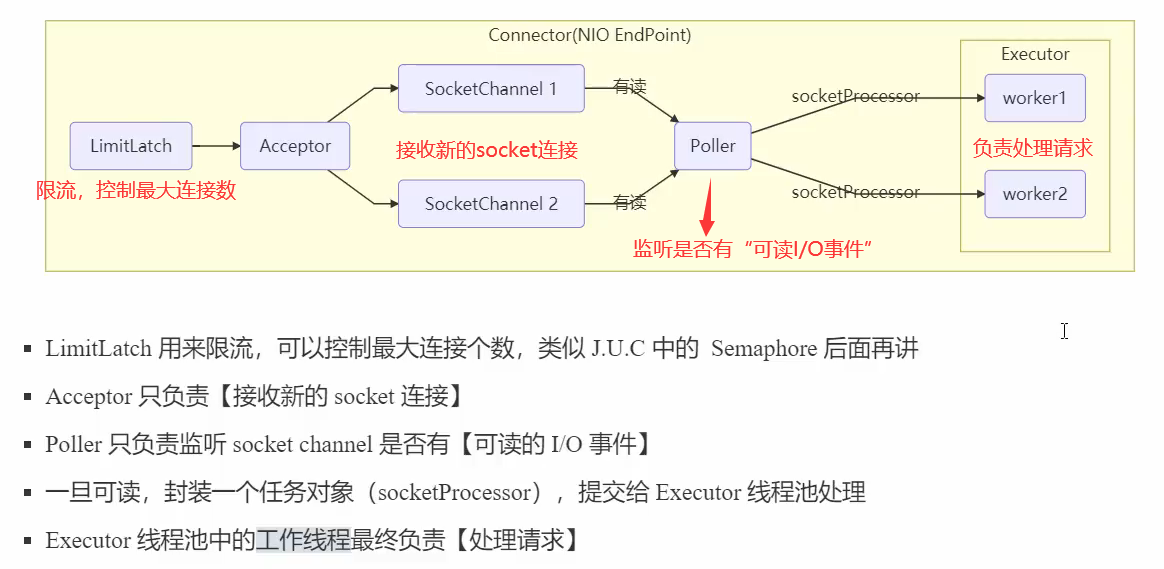 Connector(NIO EndPoint)
Executor
SocketChannel 1
有读
socketProcessor
worker1
LimitLatch
Acceptor
接收新的socket连接
Poller
负责处理请求
限流，控制最大连接数
SocketChannel 2
有读
socketProcessor
worker2
监听是否有“可读I/O事件”
▪ LimitLatch 用来限流，可以控制最大连接个数，类似 J.U.C 中的 Semaphore 后面再讲
▪ Acceptor 只负责【接收新的 socket 连接】
▪ Poller 只负责监听 socket channel 是否有【可读的 I/O 事件】
▪ 一旦可读，封装一个任务对象（socketProcessor），提交给 Executor 线程池处理
▪ Executor 线程池中的工作线程最终负责【处理请求】